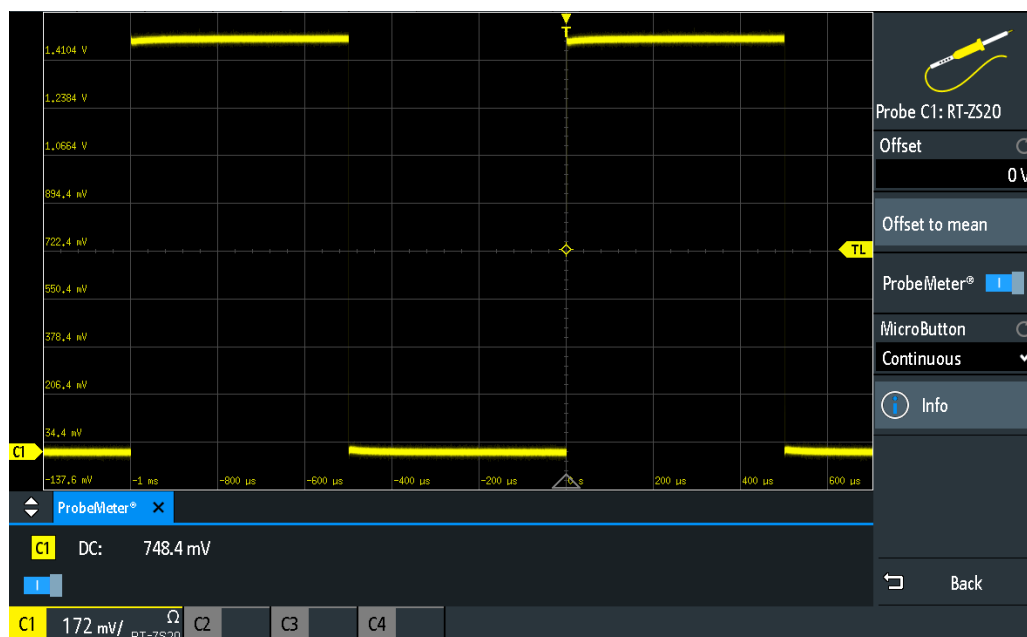 T
1.4104 V
1.2384 V
1.0664 V
894.4 mV
722.4 mV
TL
550.4 mV
378.4 mV
206.4 mV
34.4 mV
C1
-137.6 mV -1 ms -800 µs -600 µs -400 µs -200 µs 0 s 200 µs 400 µs 600 µs
Probe C1: RT-ZS20
Offset
0 V
Offset to mean
ProbeMeter®
MicroButton
Continuous
i Info
Back
ProbeMeter® ×
C1 DC: 748.4 mV
C1 172 mV/ Ω RT-ZS20 C2 C3 C4